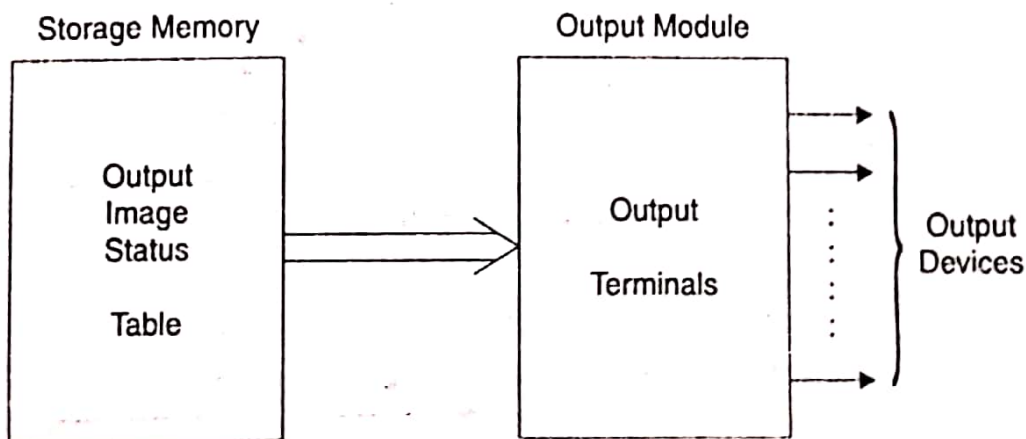 Storage Memory
Output Module
Output
Image
Status
Table
Output
Terminals
Output
Devices